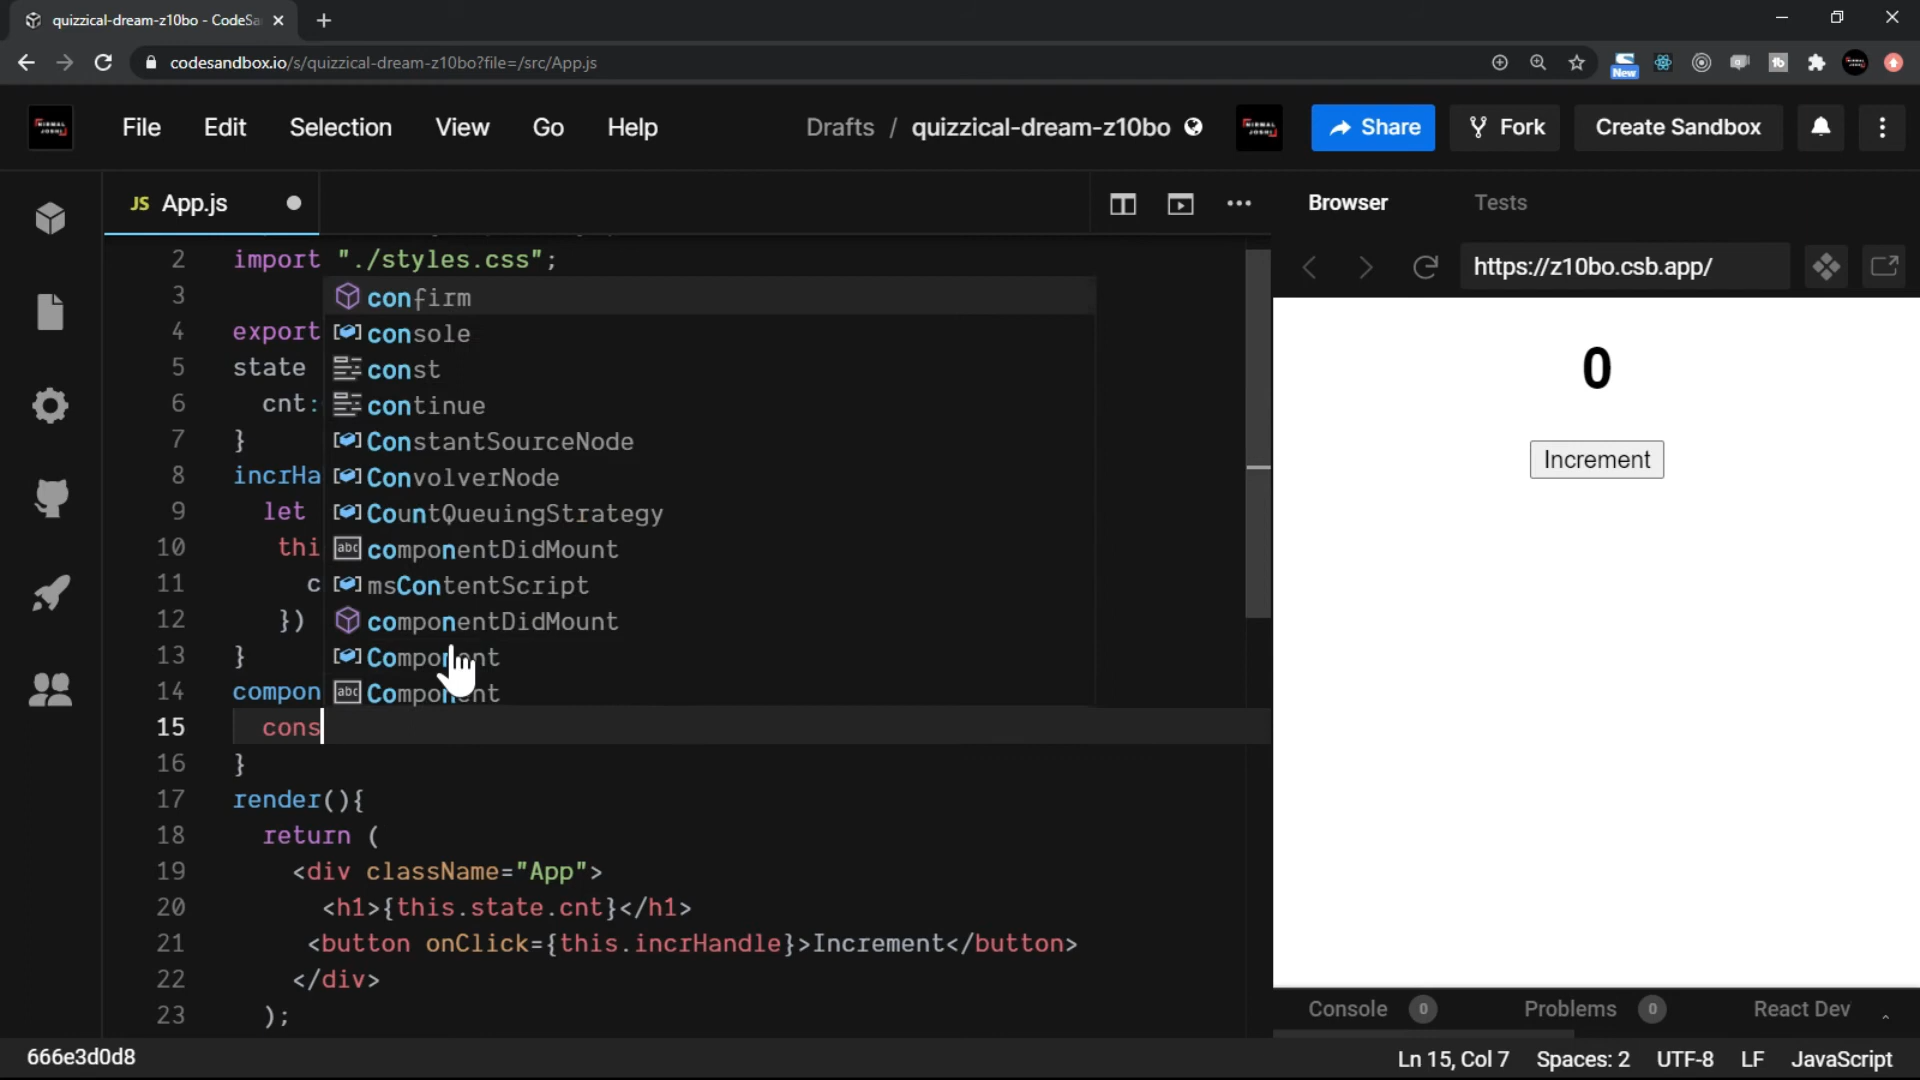 quizzical-dream-z10bo - CodeSa
codesandbox.io/s/quizzical-dream-z10bo?file=/src/App.js
New
File Edit Selection View Go Help
Drafts / quizzical-dream-z10bo
Share
Fork
Create Sandbox
JS App.js
Browser
Tests
https://z10bo.csb.app/
2 import "./styles.css";
3
4 export
5 state
6 cnt:
7 }
8 incrHa
9 let
10 thi
11 c
12 })
13 }
14 compon
15 cons
16 }
17 render(){
18 return (
19 <div className="App">
20 <h1>{this.state.cnt}</h1>
21 <button onClick={this.incrHandle}>Increment</button>
22 </div>
23 );
confirm
console
const
continue
ConstantSourceNode
ConvolverNode
CountQueuingStrategy
abc componentDidMount
msContentScript
componentDidMount
Component
abc Component
0
Increment
Console 0
Problems 0
React Dev
666e3d0d8
Ln 15, Col 7
Spaces: 2
UTF-8
LF
JavaScript